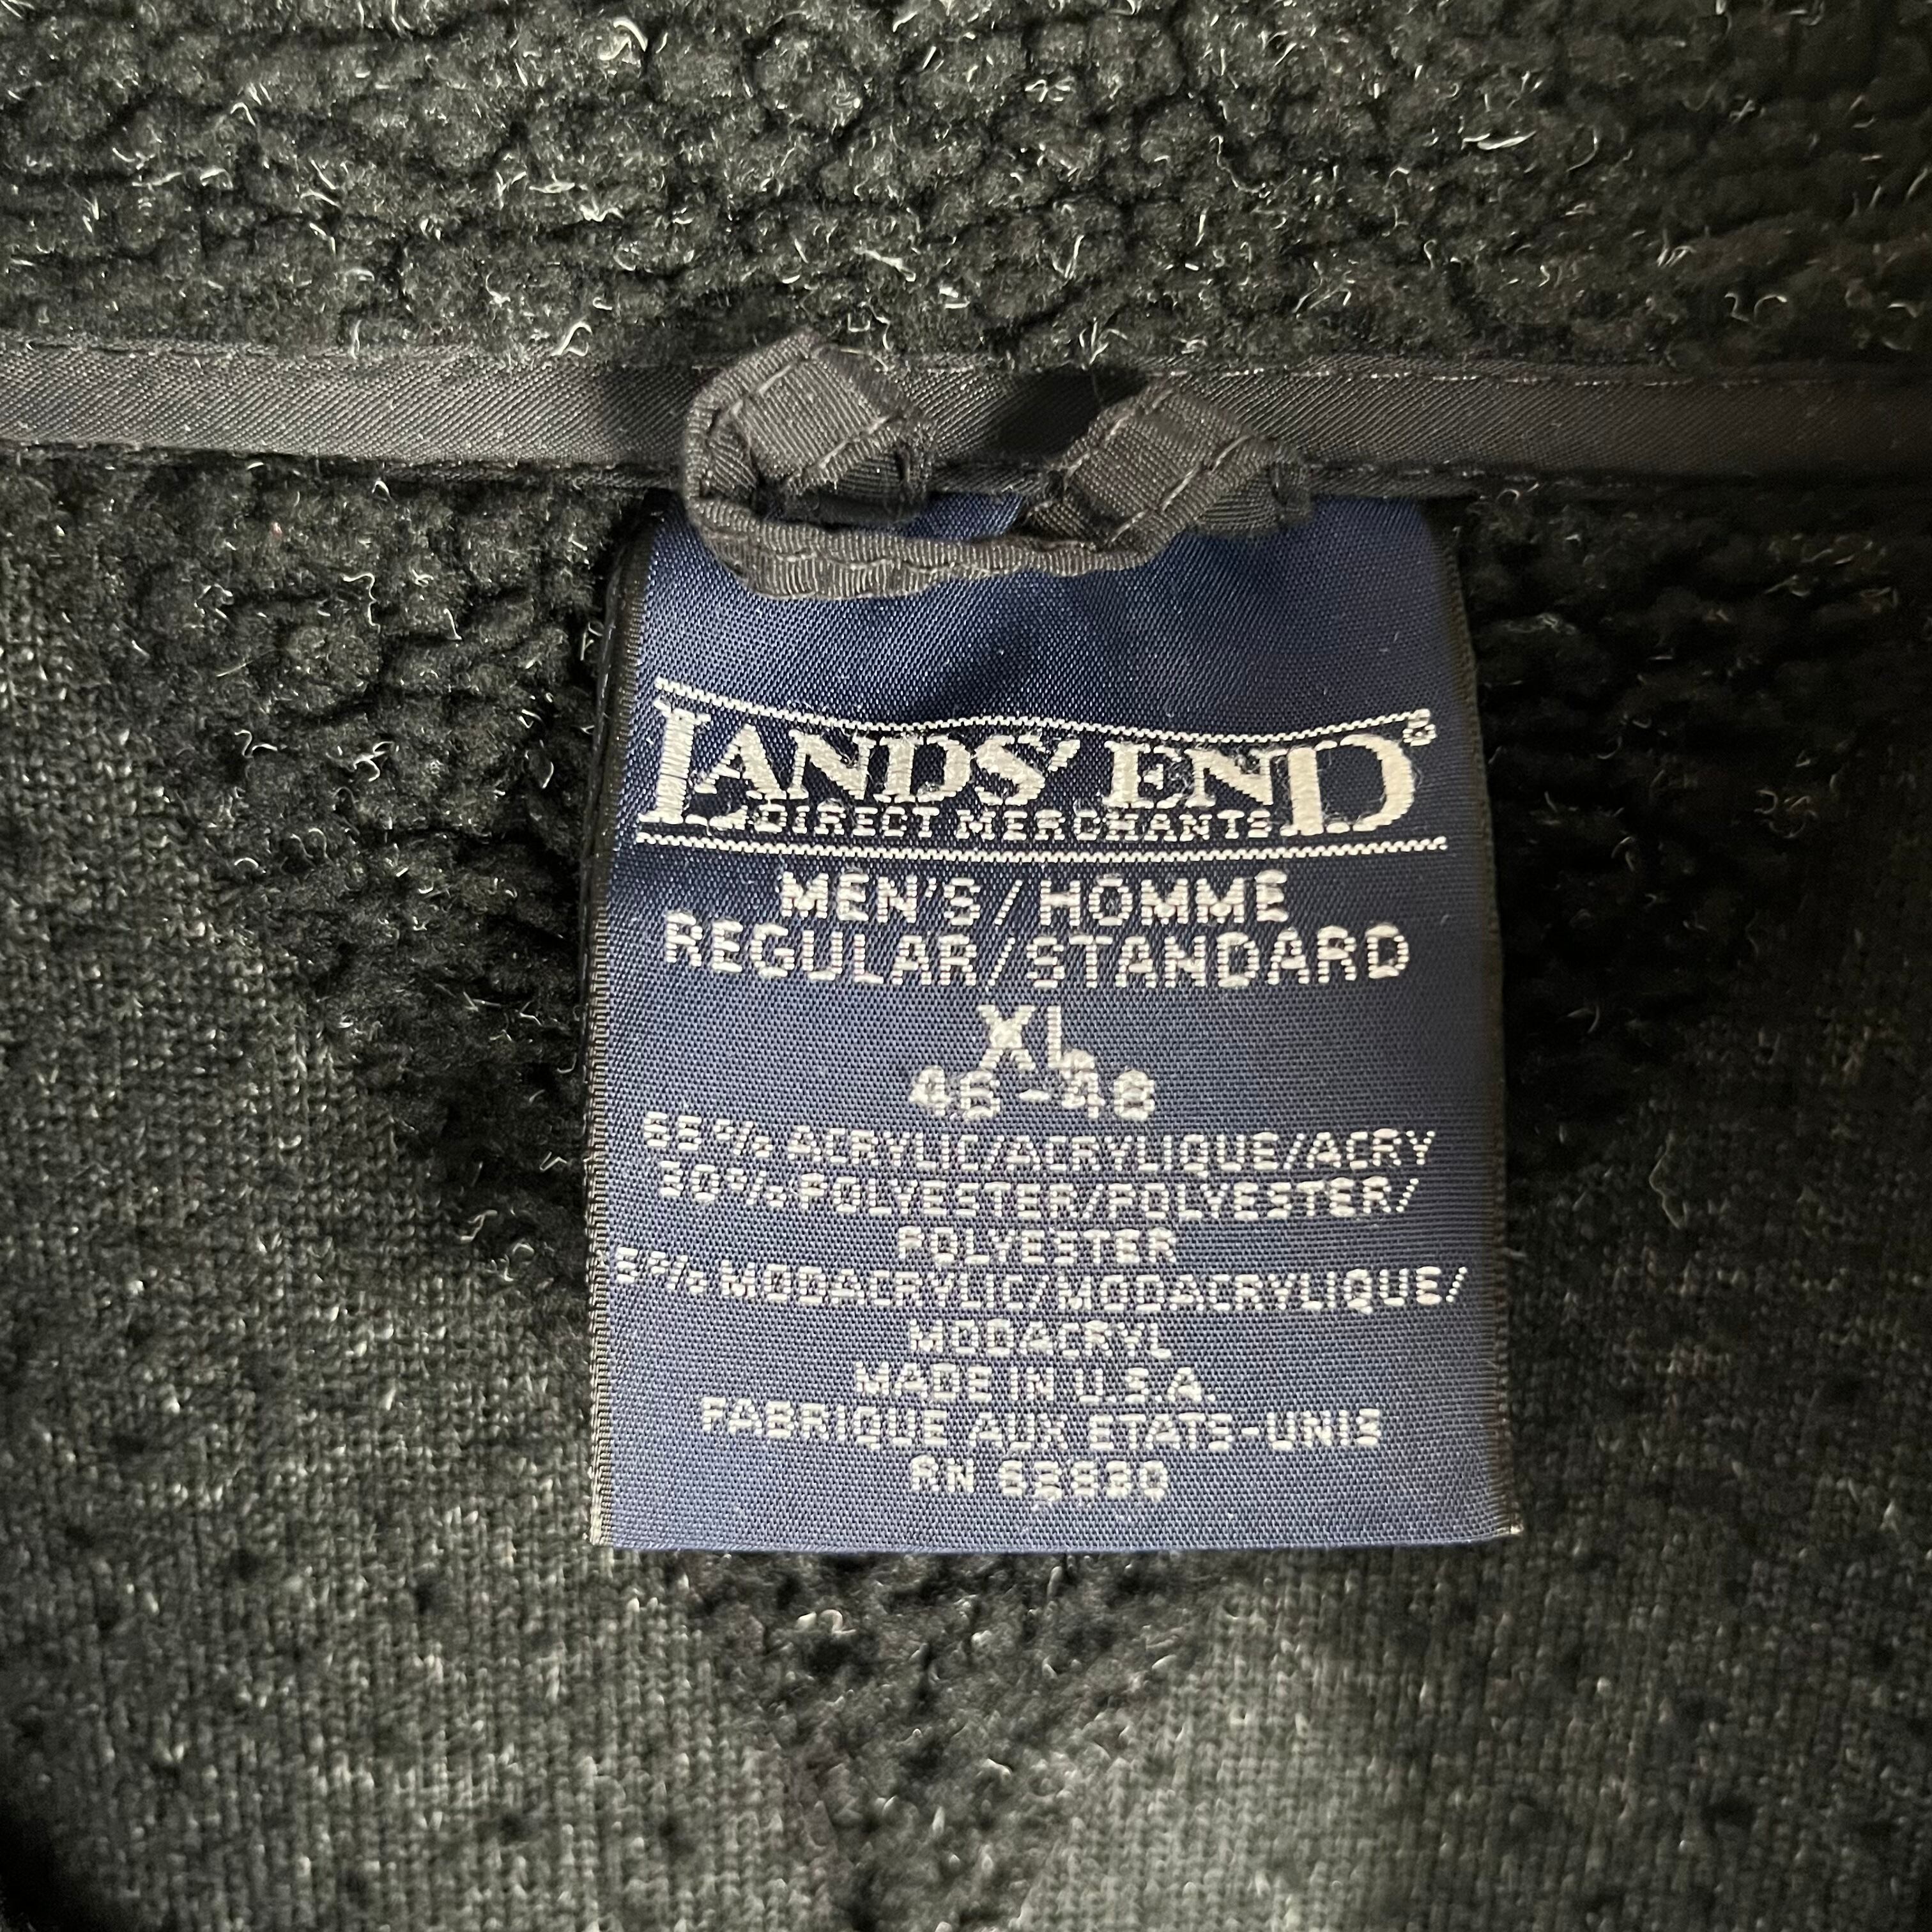 LANDS' END®
DIRECT MERCHANTS
MEN'S/HOMME
REGULAR/STANDARD
XL
46-48
65% ACRYLIC/ACRYLIQUE/ACRY
30% POLYESTER/POLYESTER/
POLYESTER
5% MODACRYLIC/MODACRYLIQUE/
MODACRYL
MADE IN U.S.A.
FABRIQUE AUX ETATS-UNIS
RN